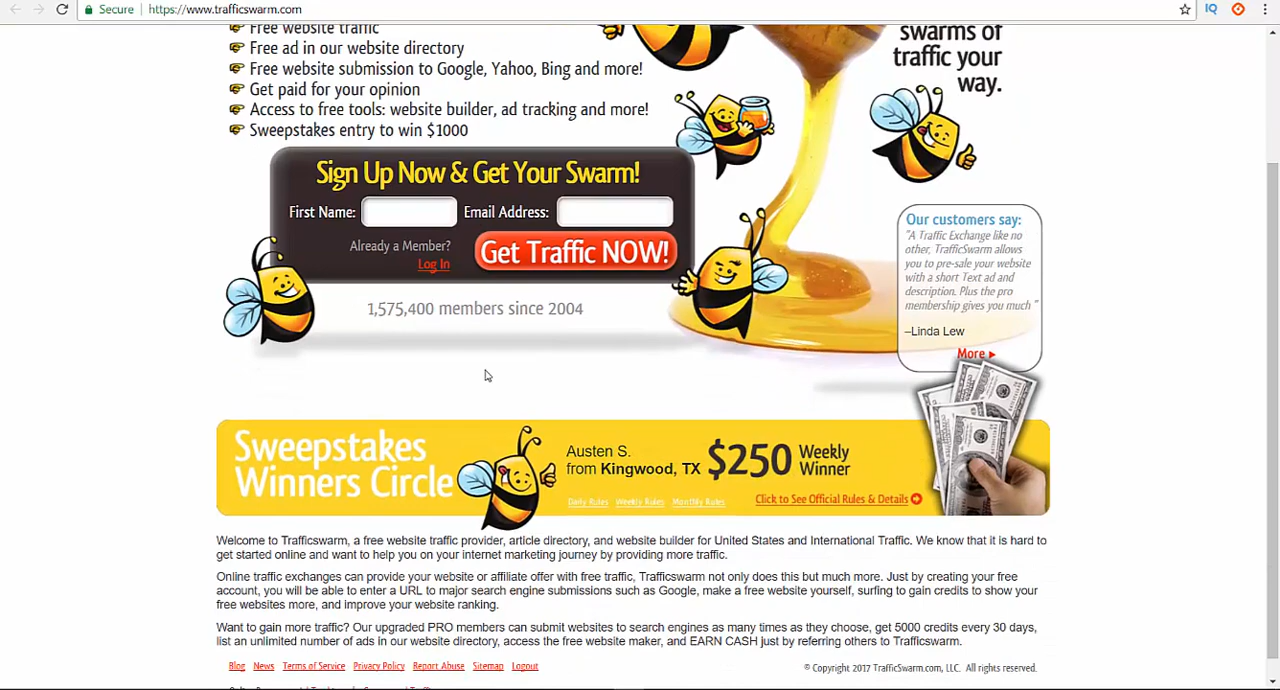 Secure
https://www.trafficswarm.com
IQ
Free website traffic
Free ad in our website directory
Free website submission to Google, Yahoo, Bing and more!
Get paid for your opinion
Access to free tools: website builder, ad tracking and more!
Sweepstakes entry to win $1000
swarms of
traffic your
way.
Sign Up Now & Get Your Swarm!
First Name:
Email Address:
Already a Member?
Log In
Get Traffic NOW!
1,575,400 members since 2004
Our customers say:
"A Traffic Exchange like no
other, TrafficSwarm allows
you to pre-sale your website
with a short Text ad and
description. Plus the pro
membership gives you much "
–Linda Lew
More
Sweepstakes
Winners Circle
Austen S.
from Kingwood, TX
$250 Weekly
Winner
Daily Rules Weekly Rules Monthly Rules
Click to See Official Rules & Details
Welcome to Trafficswarm, a free website traffic provider, article directory, and website builder for United States and International Traffic. We know that it is hard to
get started online and want to help you on your internet marketing journey by providing more traffic.
Online traffic exchanges can provide your website or affiliate offer with free traffic, Trafficswarm not only does this but much more. Just by creating your free
account, you will be able to enter a URL to major search engine submissions such as Google, make a free website yourself, surfing to gain credits to show your
free websites more, and improve your website ranking.
Want to gain more traffic? Our upgraded PRO members can submit websites to search engines as many times as they choose, get 5000 credits every 30 days,
list an unlimited number of ads in our website directory, access the free website maker, and EARN CASH just by referring others to Trafficswarm.
Blog News Terms of Service Privacy Policy Report Abuse Sitemap Logout
© Copyright 2017 TrafficSwarm.com, LLC. All rights reserved.